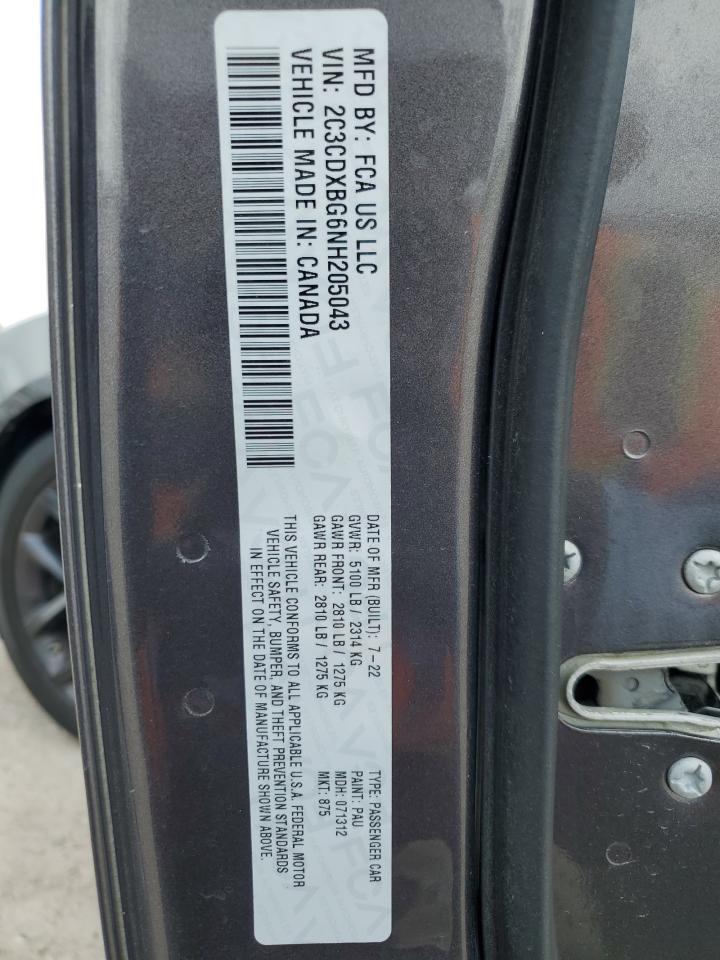 MFD BY: FCA US LLC
VIN: 2C3CDXBG6NH205043
VEHICLE MADE IN: CANADA
DATE OF MFR (BUILT): 7-22
GVWR: 5100 LB / 2314 KG
GAWR FRONT: 2810 LB / 1275 KG
GAWR REAR: 2810 LB / 1275 KG
TYPE: PASSENGER CAR
PAINT: PAU
MDH: 071312
MKT: 875
THIS VEHICLE CONFORMS TO ALL APPLICABLE U.S.A. FEDERAL MOTOR
VEHICLE SAFETY, BUMPER, AND THEFT PREVENTION STANDARDS
IN EFFECT ON THE DATE OF MANUFACTURE SHOWN ABOVE.